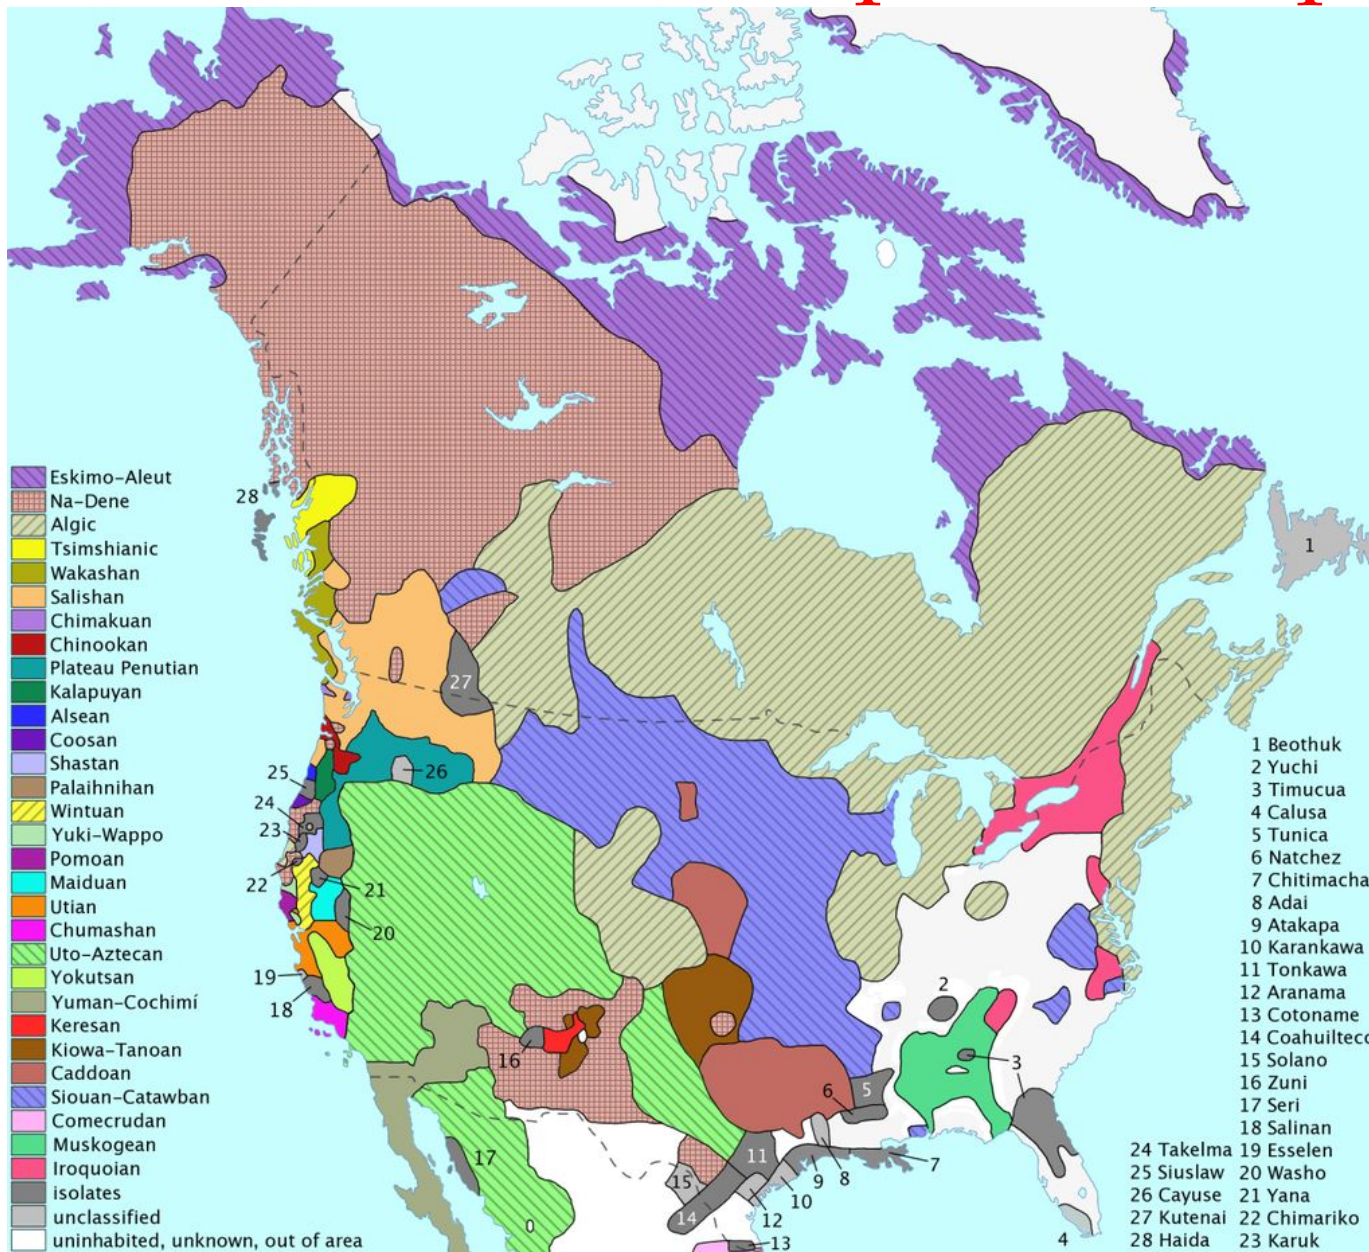 28
1
27
26
25
24
23
22
21
20
19
18
16
17
2
3
5
6
7
8
9
10
11
12
13
14
15
4
Eskimo-Aleut
Na-Dene
Algic
Tsimshianic
Wakashan
Salishan
Chimakuan
Chinookan
Plateau Penutian
Kalapuyan
Alsean
Coosan
Shastan
Palaihnihan
Wintuan
Yuki-Wappo
Pomoan
Maiduan
Utian
Chumashan
Uto-Aztecan
Yokutsan
Yuman-Cochimí
Keresan
Kiowa-Tanoan
Caddoan
Siouan-Catawban
Comecrudan
Muskogean
Iroquoian
isolates
unclassified
uninhabited, unknown, out of area
1 Beothuk
2 Yuchi
3 Timucua
4 Calusa
5 Tunica
6 Natchez
7 Chitimacha
8 Adai
9 Atakapa
10 Karankawa
11 Tonkawa
12 Aranama
13 Cotoname
14 Coahuilteco
15 Solano
16 Zuni
17 Seri
18 Salinan
19 Esselen
20 Washo
21 Yana
22 Chimariko
23 Karuk
24 Takelma
25 Siuslaw
26 Cayuse
27 Kutenai
28 Haida